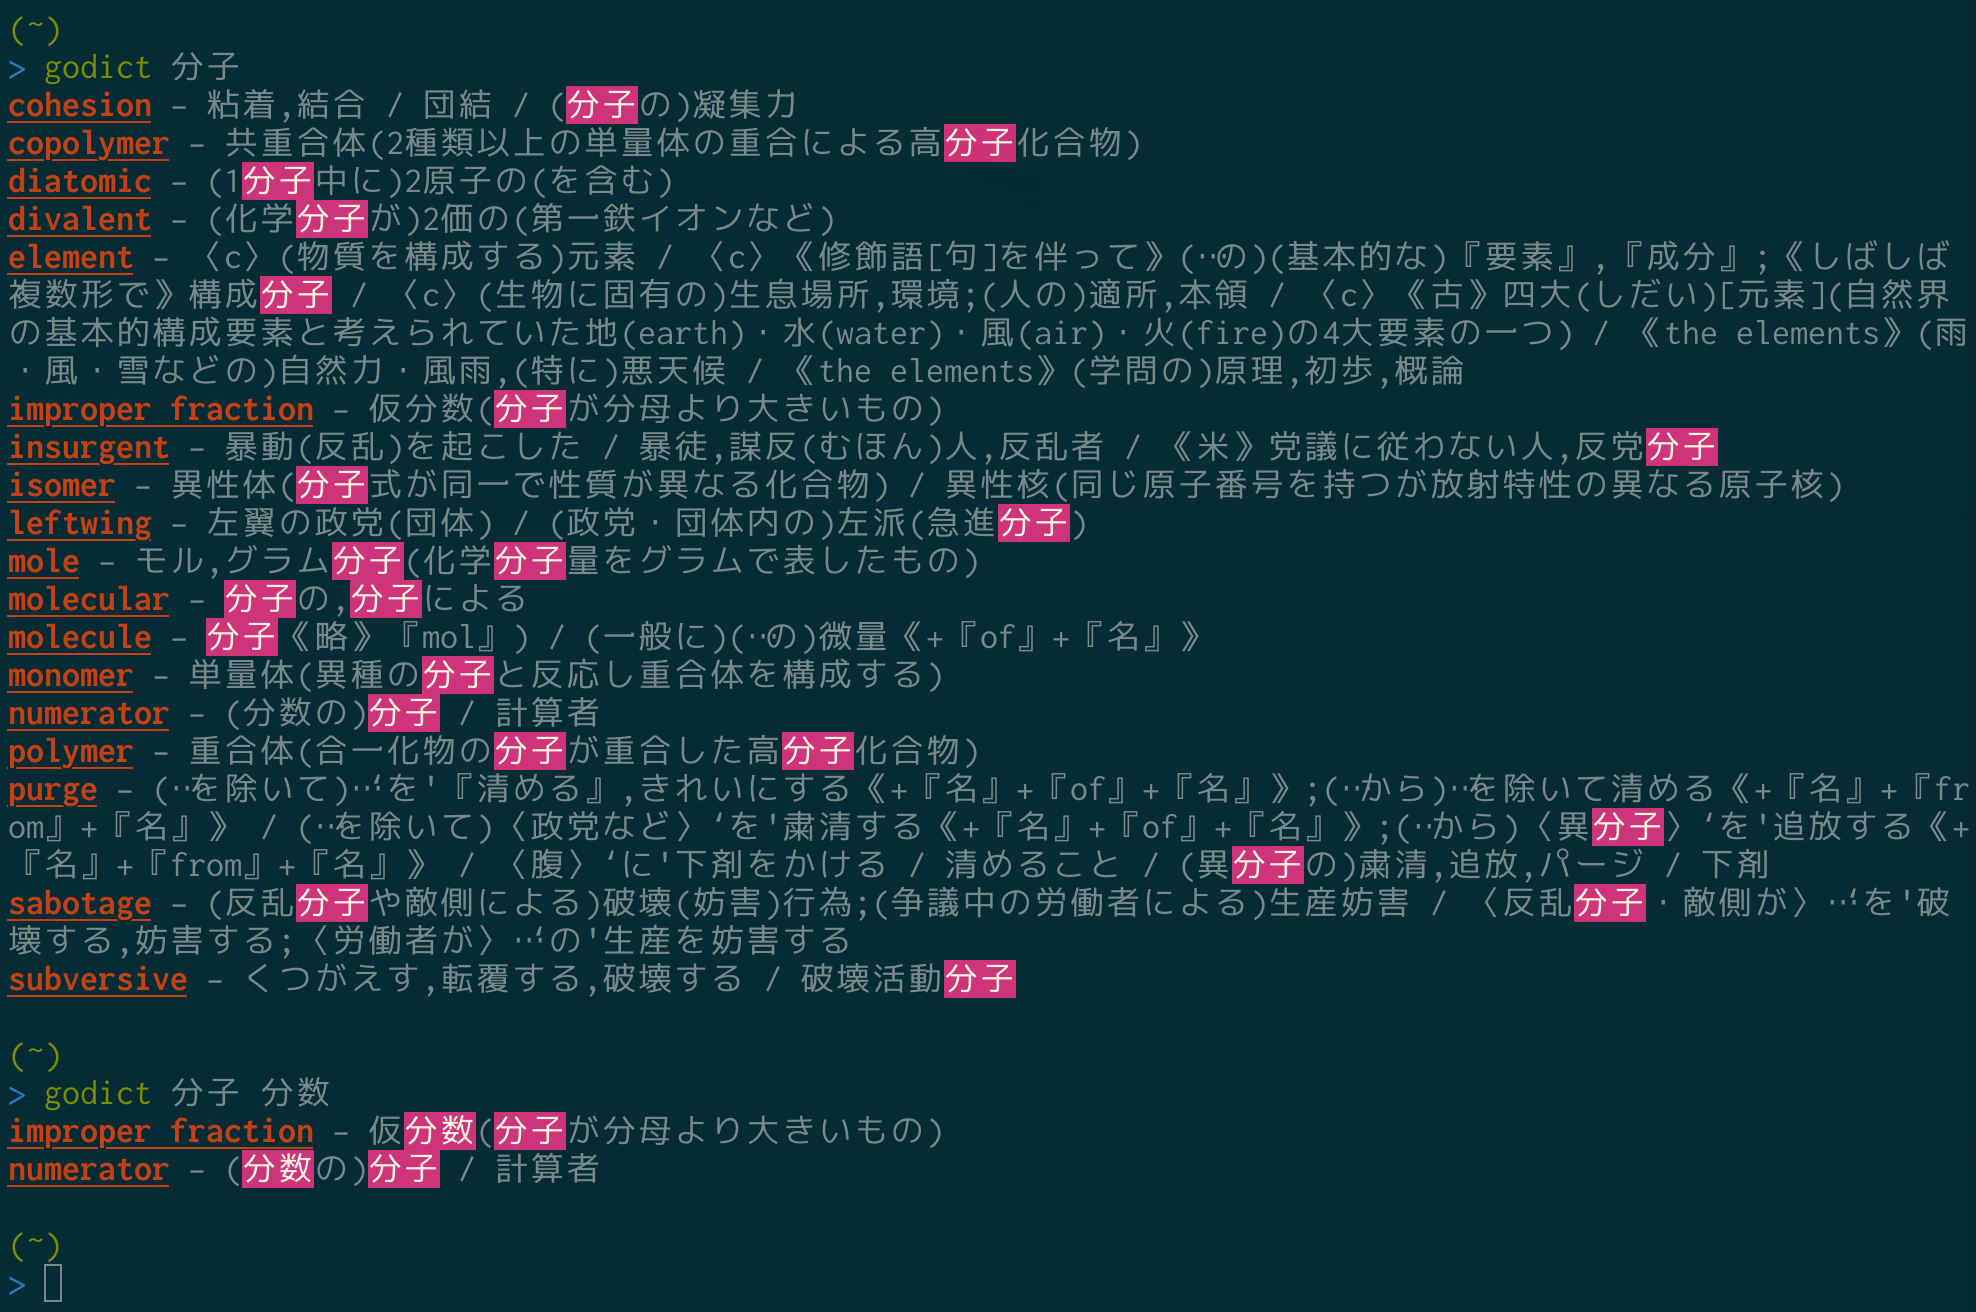 (~)
> godict 分子
cohesion - 粘着,結合 / 団結 / (分子の)凝集力
copolymer - 共重合体(2種類以上の単量体の重合による高分子化合物)
diatomic - (1分子中に)2原子の(を含む)
divalent - (化学分子が)2価の(第一鉄イオンなど)
element - 〈c〉(物質を構成する)元素 / 〈c〉《修飾語[句]を伴って》(‥の)(基本的な)『要素』,『成分』;《しばしば
複数形で》構成分子 / 〈c〉(生物に固有の)生息場所,環境;(人の)適所,本領 / 〈c〉《古》四大(しだい)[元素](自然界
の基本的構成要素と考えられていた地(earth)・水(water)・風(air)・火(fire)の4大要素の一つ) / 《the elements》(雨
・風・雪などの)自然力・風雨,(特に)悪天候 / 《the elements》(学問の)原理,初歩,概論
improper fraction - 仮分数(分子が分母より大きいもの)
insurgent - 暴動(反乱)を起こした / 暴徒,謀反(むほん)人,反乱者 / 《米》党議に従わない人,反党分子
isomer - 異性体(分子式が同一で性質が異なる化合物) / 異性核(同じ原子番号を持つが放射特性の異なる原子核)
leftwing - 左翼の政党(団体) / (政党・団体内の)左派(急進分子)
mole - モル,グラム分子(化学分子量をグラムで表したもの)
molecular - 分子の,分子による
molecule - 分子《略》『mol』) / (一般に)(‥の)微量《+『of』+『名』》
monomer - 単量体(異種の分子と反応し重合体を構成する)
numerator - (分数の)分子 / 計算者
polymer - 重合体(合一化物の分子が重合した高分子化合物)
purge - (‥を除いて)…‘を'『清める』,きれいにする《+『名』+『of』+『名』》;(‥から)‥を除いて清める《+『名』+『fr
om』+『名』》 / (‥を除いて)〈政党など〉‘を'粛清する《+『名』+『of』+『名』》;(‥から)〈異分子〉‘を'追放する《+
『名』+『from』+『名』》 / 〈腹〉‘に'下剤をかける / 清めること / (異分子の)粛清,追放,パージ / 下剤
sabotage - (反乱分子や敵側による)破壊(妨害)行為;(争議中の労働者による)生産妨害 / 〈反乱分子・敵側が〉…‘を'破
壊する,妨害する;〈労働者が〉…‘の'生産を妨害する
subversive - くつがえす,転覆する,破壊する / 破壊活動分子
(~)
> godict 分子 分数
improper fraction - 仮分数(分子が分母より大きいもの)
numerator - (分数の)分子 / 計算者
(~)
>